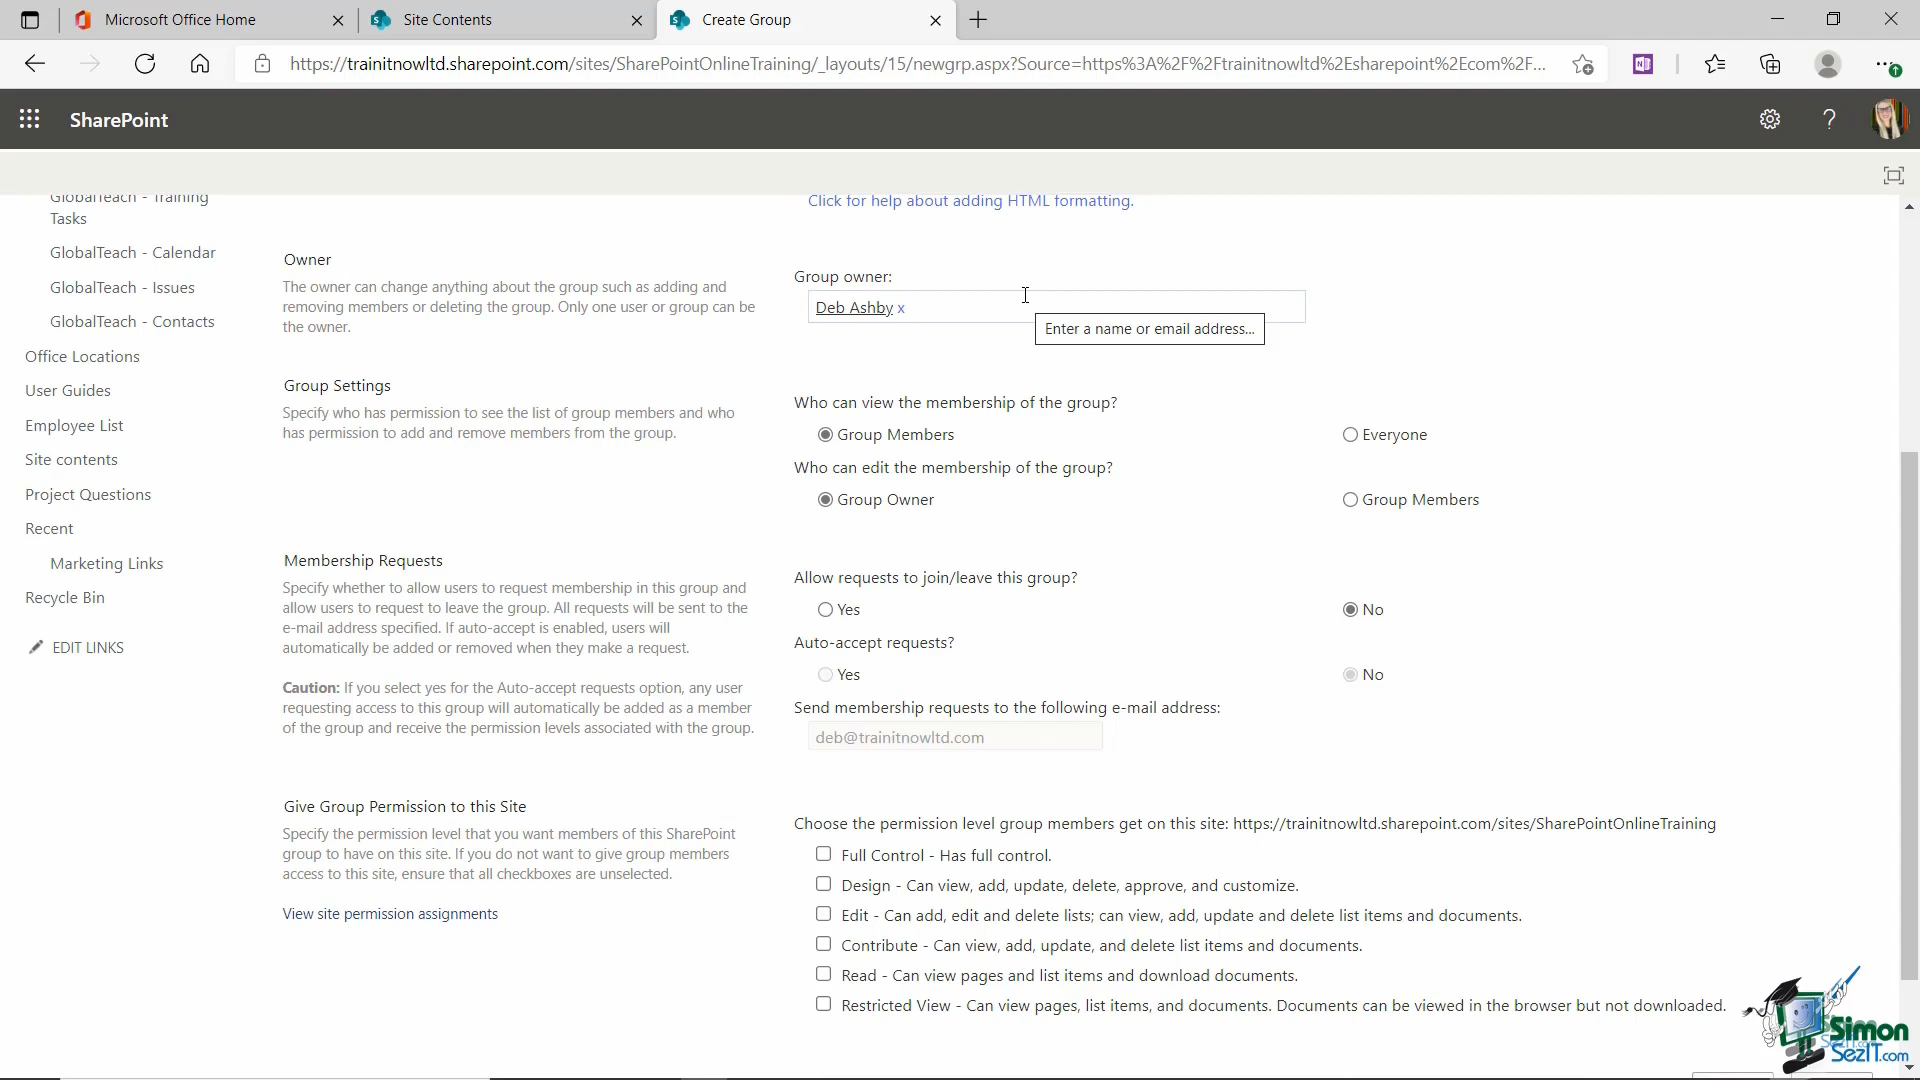 Microsoft Office Home
Site Contents
Create Group
https://trainitnowltd.sharepoint.com/sites/SharePointOnlineTraining/_layouts/15/newgrp.aspx?Source=https%3A%2F%2Ftrainitnowltd%2Esharepoint%2Ecom%2F...
SharePoint
GlobalTeach - Training
Tasks
GlobalTeach - Calendar
GlobalTeach - Issues
GlobalTeach - Contacts
Office Locations
User Guides
Employee List
Site contents
Project Questions
Recent
Marketing Links
Recycle Bin
EDIT LINKS
Click for help about adding HTML formatting.
Owner
The owner can change anything about the group such as adding and
removing members or deleting the group. Only one user or group can be
the owner.
Group owner:
Deb Ashby x
Enter a name or email address...
Group Settings
Specify who has permission to see the list of group members and who
has permission to add and remove members from the group.
Who can view the membership of the group?
Group Members
Everyone
Who can edit the membership of the group?
Group Owner
Group Members
Membership Requests
Specify whether to allow users to request membership in this group and
allow users to request to leave the group. All requests will be sent to the
e-mail address specified. If auto-accept is enabled, users will
automatically be added or removed when they make a request.
Caution: If you select yes for the Auto-accept requests option, any user
requesting access to this group will automatically be added as a member
of the group and receive the permission levels associated with the group.
Allow requests to join/leave this group?
Yes
No
Auto-accept requests?
Yes
No
Send membership requests to the following e-mail address:
deb@trainitnowltd.com
Give Group Permission to this Site
Specify the permission level that you want members of this SharePoint
group to have on this site. If you do not want to give group members
access to this site, ensure that all checkboxes are unselected.
View site permission assignments
Choose the permission level group members get on this site: https://trainitnowltd.sharepoint.com/sites/SharePointOnlineTraining
Full Control - Has full control.
Design - Can view, add, update, delete, approve, and customize.
Edit - Can add, edit and delete lists; can view, add, update and delete list items and documents.
Contribute - Can view, add, update, and delete list items and documents.
Read - Can view pages and list items and download documents.
Restricted View - Can view pages, list items, and documents. Documents can be viewed in the browser but not downloaded.
Simon
SezIT.com